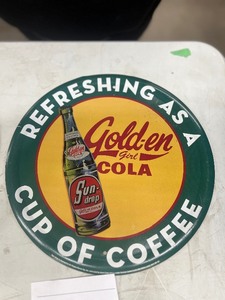 REFRESHING AS A
Gold-en
Girl
COLA
Sun-
drop
CUP OF COFFEE